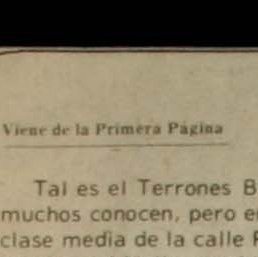 Viene de la Primera Página
Tal es el Terrones B
muchos conocen, pero e
clase media de la calle